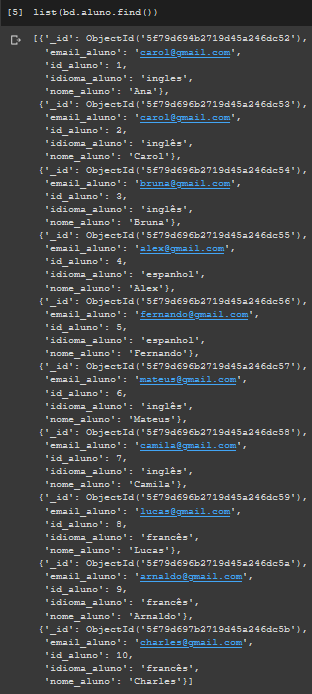 [5] list(bd.aluno.find())
[{'_id': ObjectId('5f79d694b2719d45a246dc52'),
'email_aluno': 'carol@gmail.com',
'id_aluno': 1,
'idioma_aluno': 'ingles',
'nome_aluno': 'Ana'},
{'_id': ObjectId('5f79d696b2719d45a246dc53'),
'email_aluno': 'carol@gmail.com',
'id_aluno': 2,
'idioma_aluno': 'inglês',
'nome_aluno': 'Carol'},
{'_id': ObjectId('5f79d696b2719d45a246dc54'),
'email_aluno': 'bruna@gmail.com',
'id_aluno': 3,
'idioma_aluno': 'inglês',
'nome_aluno': 'Bruna'},
{'_id': ObjectId('5f79d696b2719d45a246dc55'),
'email_aluno': 'alex@gmail.com',
'id_aluno': 4,
'idioma_aluno': 'espanhol',
'nome_aluno': 'Alex'},
{'_id': ObjectId('5f79d696b2719d45a246dc56'),
'email_aluno': 'fernando@gmail.com',
'id_aluno': 5,
'idioma_aluno': 'espanhol',
'nome_aluno': 'Fernando'},
{'_id': ObjectId('5f79d696b2719d45a246dc57'),
'email_aluno': 'mateus@gmail.com',
'id_aluno': 6,
'idioma_aluno': 'inglês',
'nome_aluno': 'Mateus'},
{'_id': ObjectId('5f79d696b2719d45a246dc58'),
'email_aluno': 'camila@gmail.com',
'id_aluno': 7,
'idioma_aluno': 'inglês',
'nome_aluno': 'Camila'},
{'_id': ObjectId('5f79d696b2719d45a246dc59'),
'email_aluno': 'lucas@gmail.com',
'id_aluno': 8,
'idioma_aluno': 'francês',
'nome_aluno': 'Lucas'},
{'_id': ObjectId('5f79d696b2719d45a246dc5a'),
'email_aluno': 'arnaldo@gmail.com',
'id_aluno': 9,
'idioma_aluno': 'francês',
'nome_aluno': 'Arnaldo'},
{'_id': ObjectId('5f79d697b2719d45a246dc5b'),
'email_aluno': 'charles@gmail.com',
'id_aluno': 10,
'idioma_aluno': 'francês',
'nome_aluno': 'Charles'}]